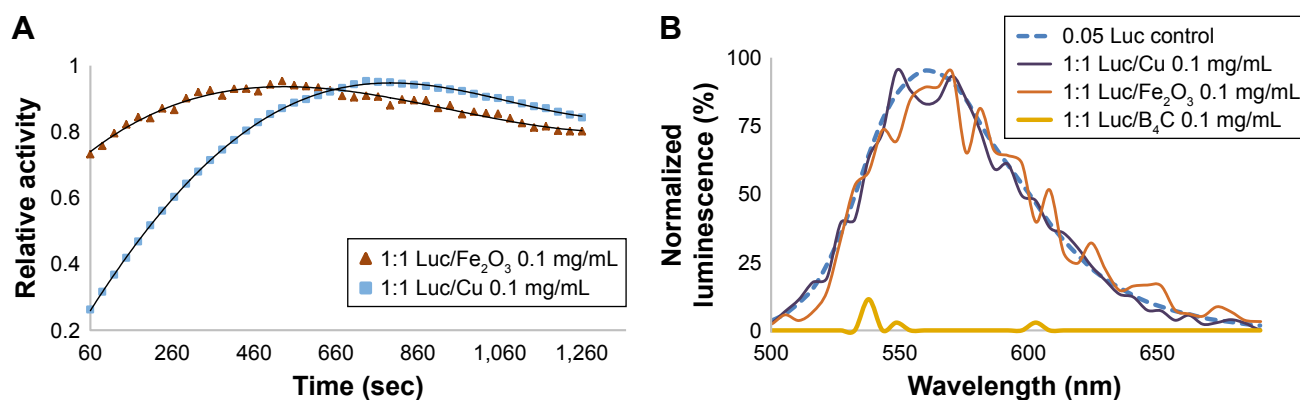 A
Relative activity
1
0.8
0.6
0.4
0.2
60
260
460
660
860
1,060
1,260
Time (sec)
1:1 Luc/Fe₂O₃ 0.1 mg/mL
1:1 Luc/Cu 0.1 mg/mL
B
Normalized
luminescence (%)
100
75
50
25
0
500
550
600
650
Wavelength (nm)
0.05 Luc control
1:1 Luc/Cu 0.1 mg/mL
1:1 Luc/Fe₂O₃ 0.1 mg/mL
1:1 Luc/B₄C 0.1 mg/mL